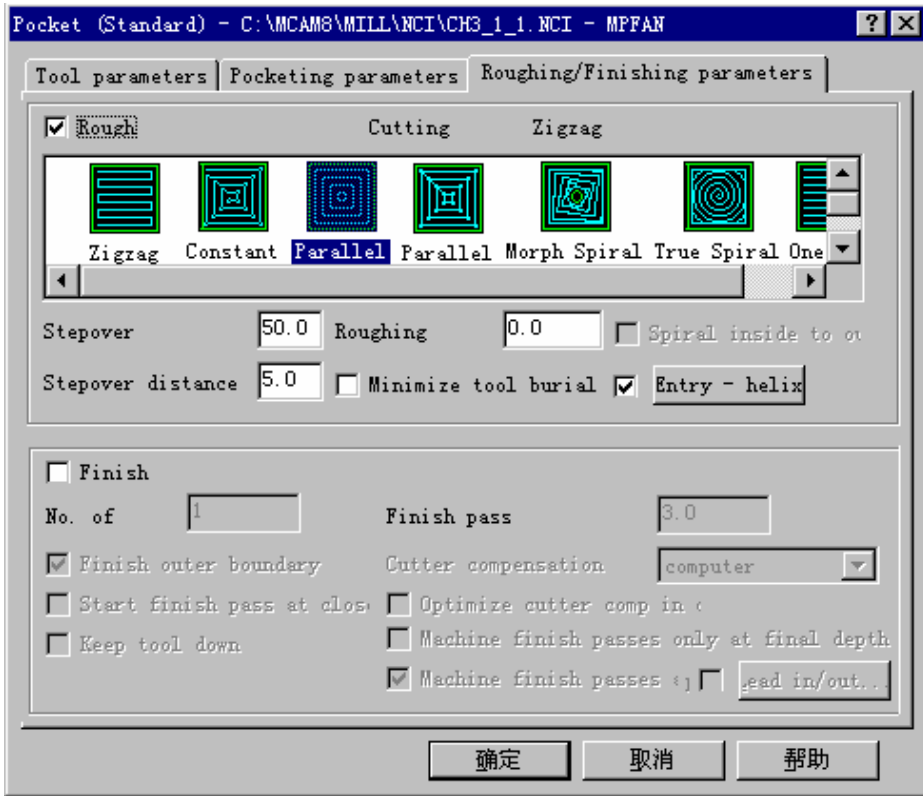 Pocket (Standard) - C:\MCAM8\MILL\NCI\CH3_1_1.NCI - MPFAN
Tool parameters Pocketing parameters Roughing/Finishing parameters
Rough Cutting Zigzag
Zigzag Constant Parallel Parallel Morph Spiral True Spiral One
Stepover 50.0 Roughing 0.0 Spiral inside to ou
Stepover distance 5.0 Minimize tool burial Entry - helix
Finish
No. of 1 Finish pass 3.0
Finish outer boundary Cutter compensation computer
Start finish pass at close Optimize cutter comp in c
Keep tool down Machine finish passes only at final depth
Machine finish passes ead in/out...
确定 取消 帮助